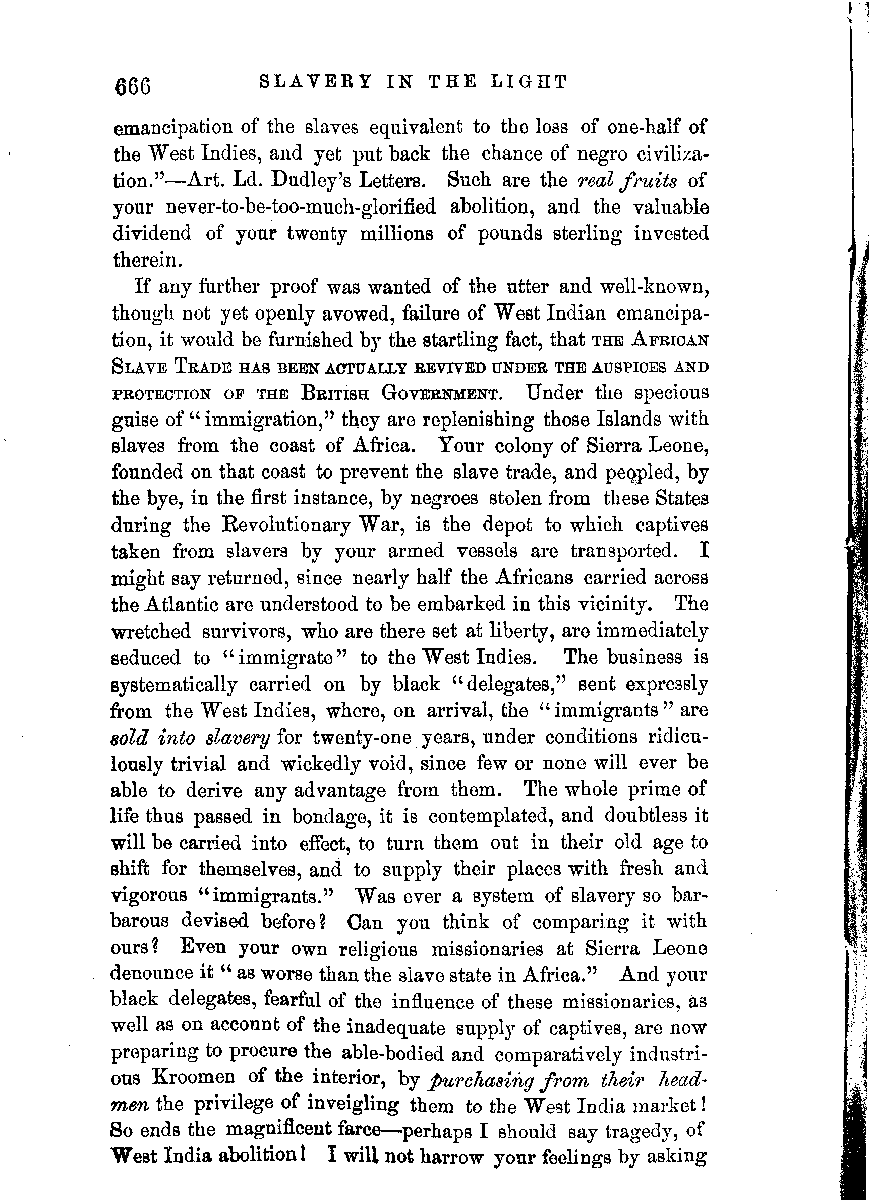 666 SLAVERY IN THE LIGHT
emancipation of the slaves equivalent to the loss of one-half of
the West Indies, and yet put back the chance of negro civiliza-
tion.”—Art. Ld. Dudley’s Letters. Such are the real fruits of
your never-to-be-too-much-glorified abolition, and the valuable
dividend of your twenty millions of pounds sterling invested
therein.
If any further proof was wanted of the utter and well-known,
though not yet openly avowed, failure of West Indian emancipa-
tion, it would be furnished by the startling fact, that THE AFRICAN
SLAVE TRADE HAS BEEN ACTUALLY REVIVED UNDER THE AUSPICES AND
PROTECTION OF THE BRITISH GOVERNMENT. Under the specious
guise of “immigration,” they are replenishing those Islands with
slaves from the coast of Africa. Your colony of Sierra Leone,
founded on that coast to prevent the slave trade, and peopled, by
the bye, in the first instance, by negroes stolen from these States
during the Revolutionary War, is the depot to which captives
taken from slavers by your armed vessels are transported. I
might say returned, since nearly half the Africans carried across
the Atlantic are understood to be embarked in this vicinity. The
wretched survivors, who are there set at liberty, are immediately
seduced to “immigrate” to the West Indies. The business is
systematically carried on by black “delegates,” sent expressly
from the West Indies, where, on arrival, the “immigrants” are
sold into slavery for twenty-one years, under conditions ridicu-
lously trivial and wickedly void, since few or none will ever be
able to derive any advantage from them. The whole prime of
life thus passed in bondage, it is contemplated, and doubtless it
will be carried into effect, to turn them out in their old age to
shift for themselves, and to supply their places with fresh and
vigorous “immigrants.” Was ever a system of slavery so bar-
barous devised before? Can you think of comparing it with
ours? Even your own religious missionaries at Sierra Leone
denounce it “as worse than the slave state in Africa.” And your
black delegates, fearful of the influence of these missionaries, as
well as on account of the inadequate supply of captives, are now
preparing to procure the able-bodied and comparatively industri-
ous Kroomen of the interior, by purchasing from their head-
men the privilege of inveigling them to the West India market!
So ends the magnificent farce—perhaps I should say tragedy, of
West India abolition! I will not harrow your feelings by asking